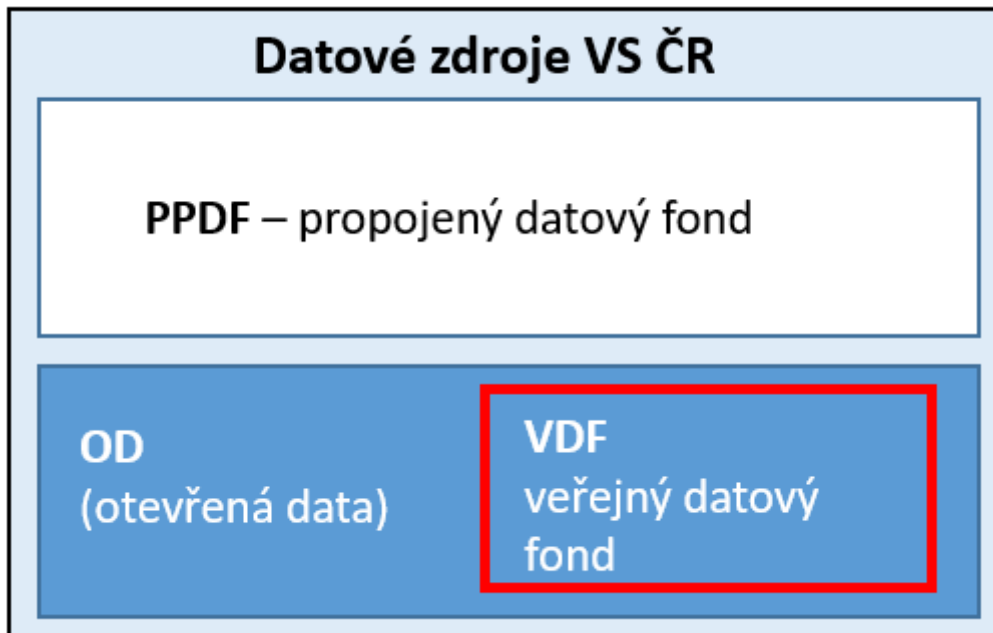 Datové zdroje VS ČR
PPDF – propojený datový fond
OD
(otevřená data)
VDF
veřejný datový
fond